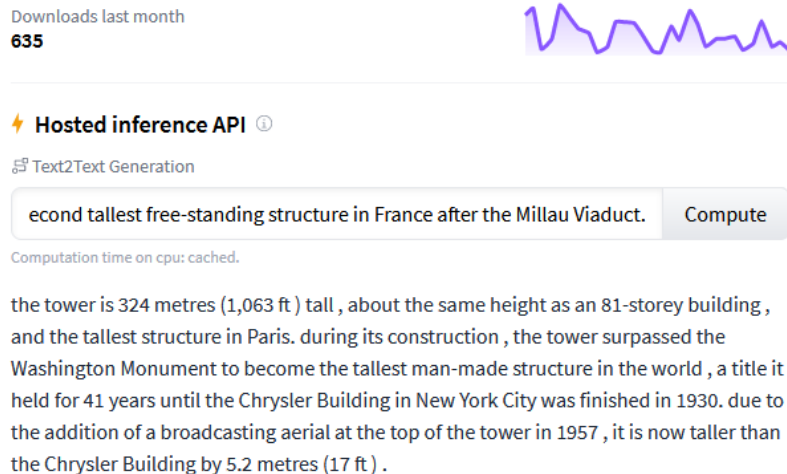 Downloads last month
635
Hosted inference API
Text2Text Generation
econd tallest free-standing structure in France after the Millau Viaduct.
Compute
Computation time on cpu: cached.
the tower is 324 metres (1,063 ft ) tall , about the same height as an 81-storey building ,
and the tallest structure in Paris. during its construction , the tower surpassed the
Washington Monument to become the tallest man-made structure in the world , a title it
held for 41 years until the Chrysler Building in New York City was finished in 1930. due to
the addition of a broadcasting aerial at the top of the tower in 1957 , it is now taller than
the Chrysler Building by 5.2 metres (17 ft ) .